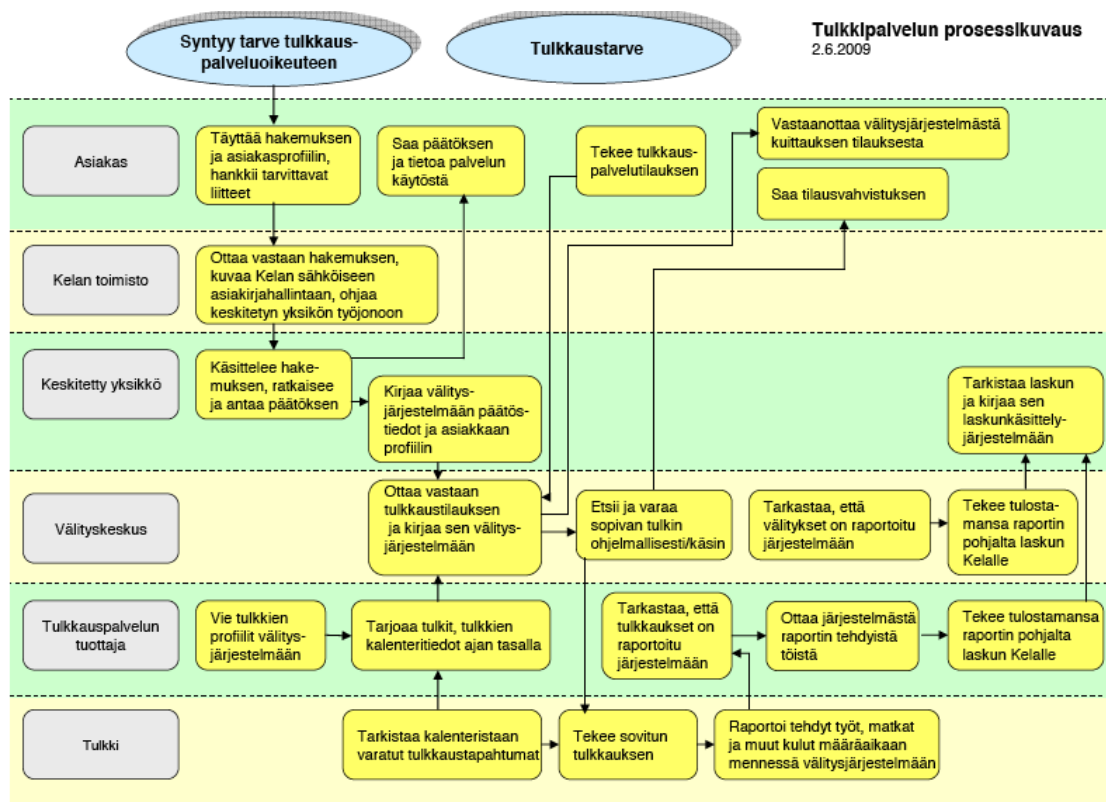 Syntyy tarve tulkkaus-
palveluoikeuteen
Tulkkaustarve
Tulkkipalvelun prosessikuvaus
2.6.2009
Asiakas
Täyttää hakemuksen
ja asiakasprofiilin,
hankkii tarvittavat
liitteet
Saa päätöksen
ja tietoa palvelun
käytöstä
Tekee tulkkaus-
palvelutilauksen
Vastaanottaa välitysjärjestelmästä
kuittauksen tilauksesta
Saa tilausvahvistuksen
Kelan toimisto
Ottaa vastaan hakemuksen,
kuvaa Kelan sähköiseen
asiakirjahallintaan, ohjaa
keskitetyn yksikön työjonoon
Keskitetty yksikkö
Käsittelee hake-
muksen, ratkaisee
ja antaa päätöksen
Kirjaa välitys-
järjestelmään päätös-
tiedot ja asiakkaan
profiilin
Tarkistaa laskun
ja kirjaa sen
laskunkäsittely-
järjestelmään
Välityskeskus
Ottaa vastaan
tulkkaustilauksen
ja kirjaa sen välitys-
järjestelmään
Etsii ja varaa
sopivan tulkin
ohjelmallisesti/käsin
Tarkastaa, että
välitykset on raportoitu
järjestelmään
Tekee tulosta-
mansa raportin
pohjalta laskun
Kelalle
Tulkkauspalvelun
tuottaja
Vie tulkkien
profiilit välitys-
järjestelmään
Tarjoaa tulkit, tulkkien
kalenteritiedot ajan tasalla
Tarkastaa, että
tulkkaukset on
raportoitu
järjestelmään
Ottaa järjestelmästä
raportin tehdyistä
töistä
Tekee tulostamansa
raportin pohjalta
laskun Kelalle
Tulkki
Tarkistaa kalenteristaan
varatut tulkkaustapahtumat
Tekee sovitun
tulkkauksen
Raportoi tehdyt työt, matkat
ja muut kulut määräaikaan
mennessä välitysjärjestelmään